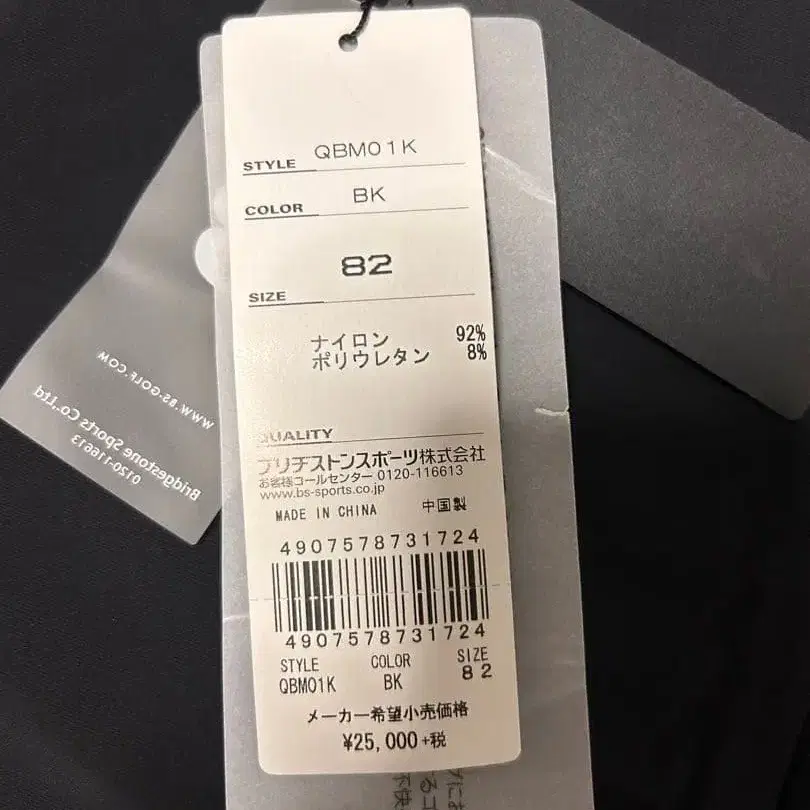 STYLE QBM01K
COLOR BK
SIZE 82
ナイロン 92%
ポリウレタン 8%
QUALITY
ブリヂストンスポーツ株式会社
お客様コールセンター 0120-116613
www.bs-sports.co.jp
MADE IN CHINA 中国製
4907578731724
4907578731724
STYLE COLOR SIZE
QBM01K BK 82
メーカー希望小売価格
¥25,000+税
WWW.BS-GOLF.COM
Bridgestone Sports Co.,Ltd
0120-116613